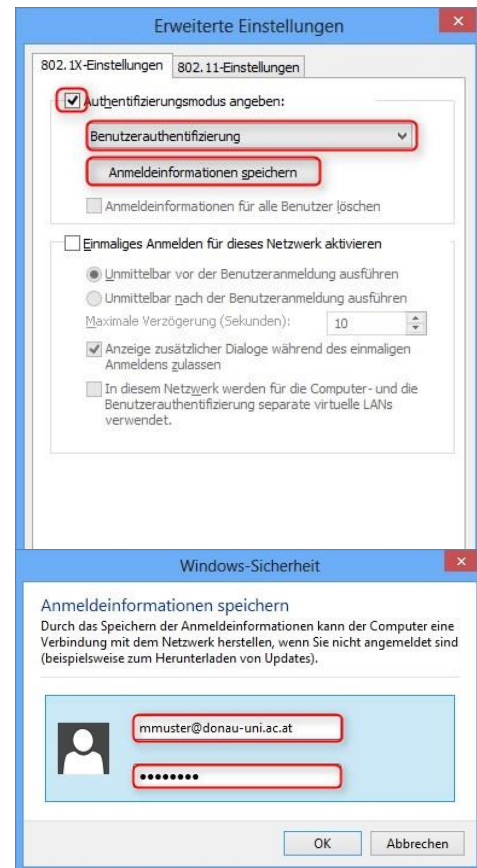 Erweiterte Einstellungen
802.1X-Einstellungen
802.11-Einstellungen
Authentifizierungsmodus angeben:
Benutzerauthentifizierung
Anmeldeinformationen speichern
Anmeldeinformationen für alle Benutzer löschen
Einmaliges Anmelden für dieses Netzwerk aktivieren
Unmittelbar vor der Benutzeranmeldung ausführen
Unmittelbar nach der Benutzeranmeldung ausführen
Maximale Verzögerung (Sekunden):
10
Anzeige zusätzlicher Dialoge während des einmaligen
Anmeldens zulassen
In diesem Netzwerk werden für die Computer- und die
Benutzerauthentifizierung separate virtuelle LANs
verwendet.
Windows-Sicherheit
Anmeldeinformationen speichern
Durch das Speichern der Anmeldeinformationen kann der Computer eine
Verbindung mit dem Netzwerk herstellen, wenn Sie nicht angemeldet sind
(beispielsweise zum Herunterladen von Updates).
mmuster@donau-uni.ac.at
••••••••
OK
Abbrechen